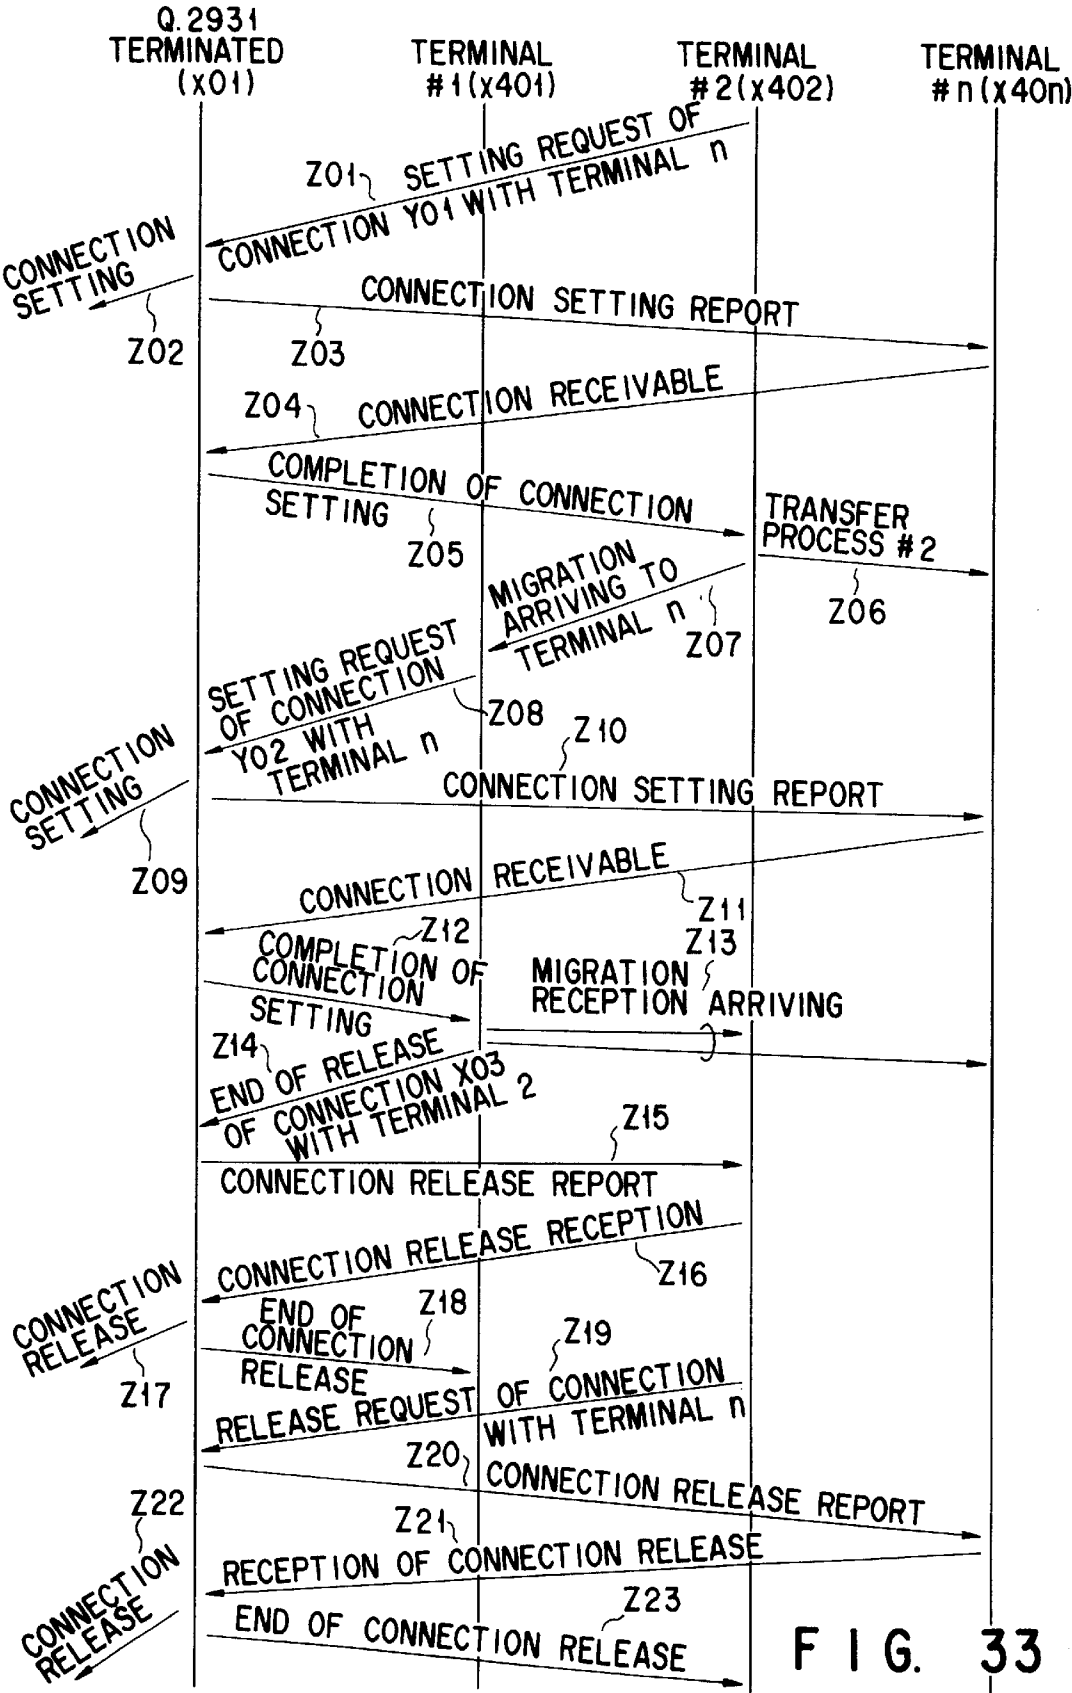 Q.2931
TERMINATED
(X01)
TERMINAL
#1(x401)
TERMINAL
#2(x402)
TERMINAL
#n(x40n)
Z01
SETTING REQUEST OF
CONNECTION Y01 WITH TERMINAL n
CONNECTION
SETTING
Z02
CONNECTION SETTING REPORT
Z03
Z04
CONNECTION RECEIVABLE
COMPLETION OF CONNECTION
SETTING
Z05
TRANSFER
PROCESS #2
Z06
MIGRATION
ARRIVING TO
TERMINAL n
Z07
SETTING REQUEST
OF CONNECTION
Y02 WITH
TERMINAL n
Z08
CONNECTION
SETTING
Z09
Z10
CONNECTION SETTING REPORT
CONNECTION RECEIVABLE
Z11
Z12
COMPLETION OF
CONNECTION
SETTING
Z13
MIGRATION
RECEPTION ARRIVING
Z14
END OF RELEASE
OF CONNECTION X03
WITH TERMINAL 2
Z15
CONNECTION RELEASE REPORT
CONNECTION RELEASE RECEPTION
Z16
CONNECTION
RELEASE
Z17
Z18
END OF
CONNECTION
RELEASE
Z19
RELEASE REQUEST OF CONNECTION
WITH TERMINAL n
Z20
CONNECTION RELEASE REPORT
Z21
RECEPTION OF CONNECTION RELEASE
Z22
CONNECTION
RELEASE
Z23
END OF CONNECTION RELEASE
FIG. 33